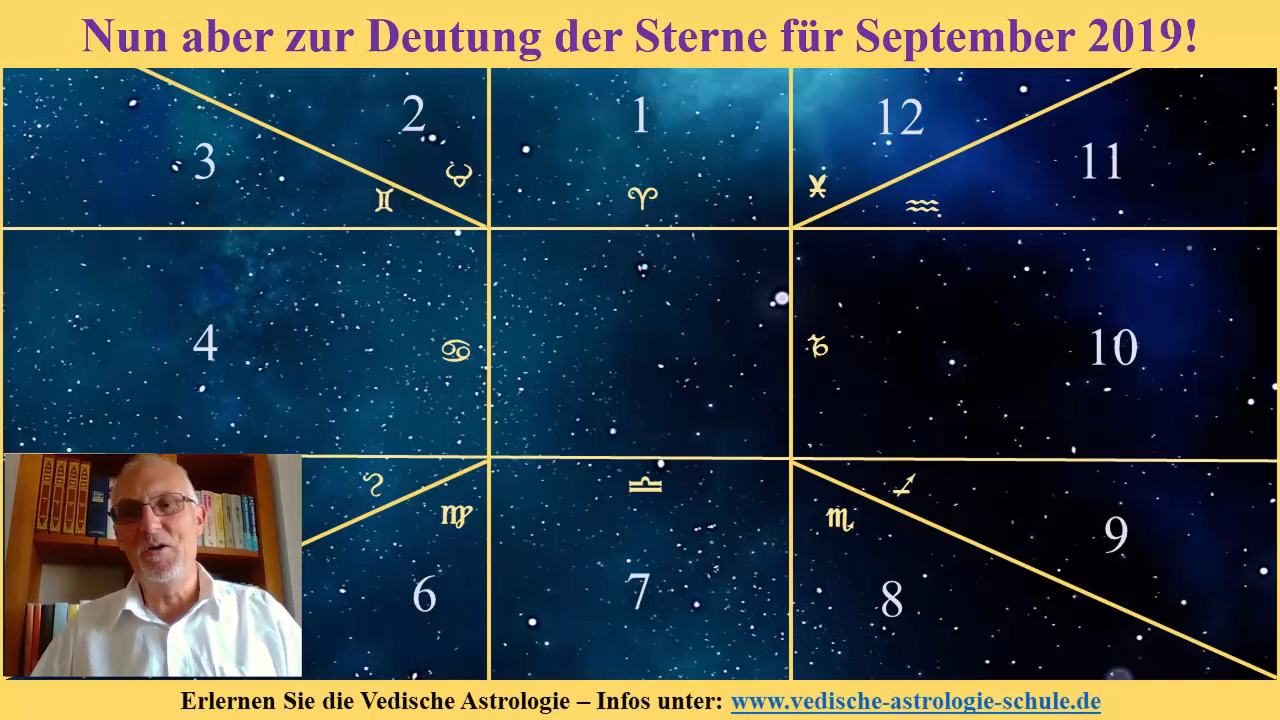 Nun aber zur Deutung der Sterne für September 2019!
2 1 12
3 11
♉ ♊ ♈ ♓ ♒
4 ♋ ♑ 10
♌ ♍ ♎ ♏ ♐
9
6 7 8
Erlernen Sie die Vedische Astrologie – Infos unter: www.vedische-astrologie-schule.de